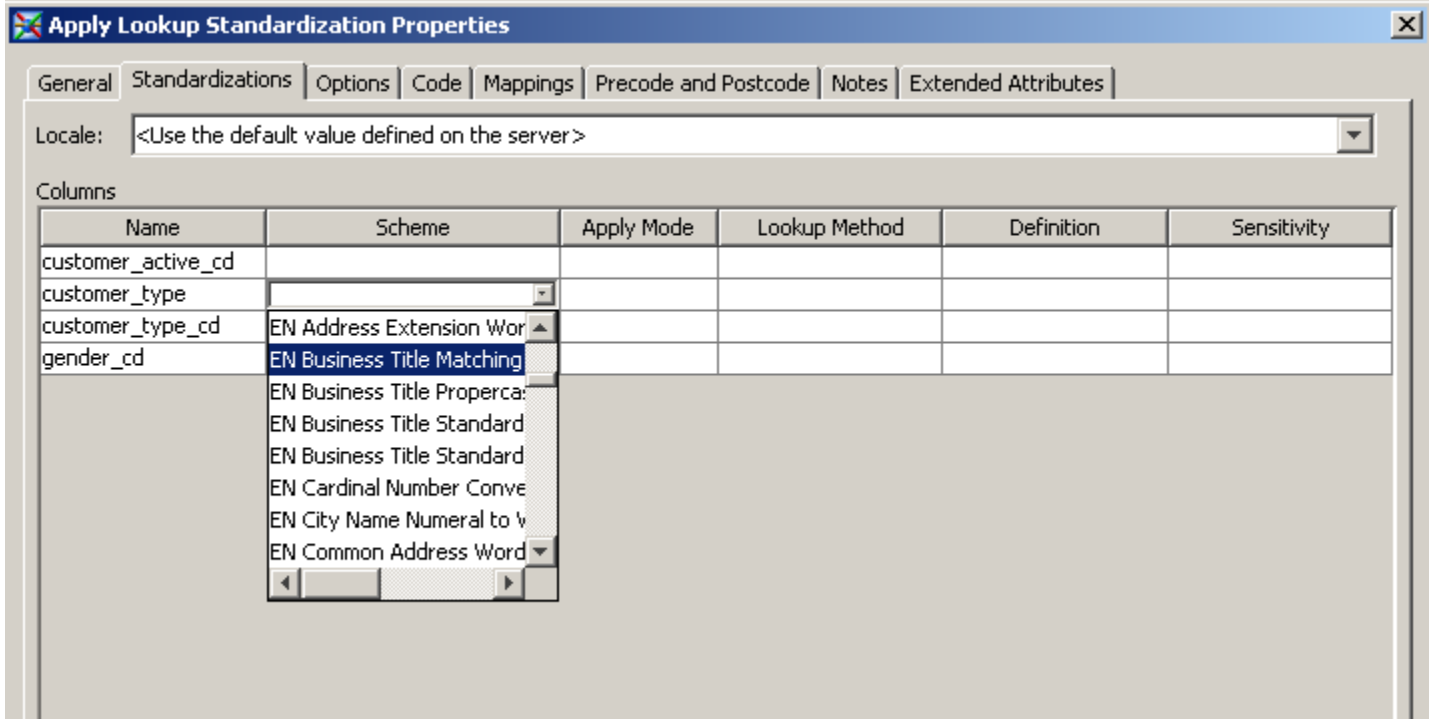 Apply Lookup Standardization Properties
General Standardizations Options Code Mappings Precode and Postcode Notes Extended Attributes
Locale: <Use the default value defined on the server>
Columns
Name Scheme Apply Mode Lookup Method Definition Sensitivity
customer_active_cd
customer_type
customer_type_cd EN Address Extension Wor
gender_cd EN Business Title Matching
EN Business Title Properca
EN Business Title Standard
EN Business Title Standard
EN Cardinal Number Conve
EN City Name Numeral to
EN Common Address Word